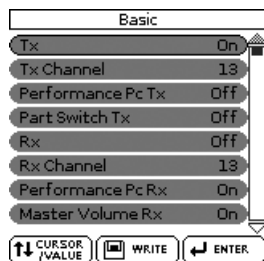 Basic
Tx On
Tx Channel 13
Performance Pc Tx Off
Part Switch Tx Off
Rx Off
Rx Channel 13
Performance Pc Rx On
Master Volume Rx On
CURSOR /VALUE WRITE ENTER